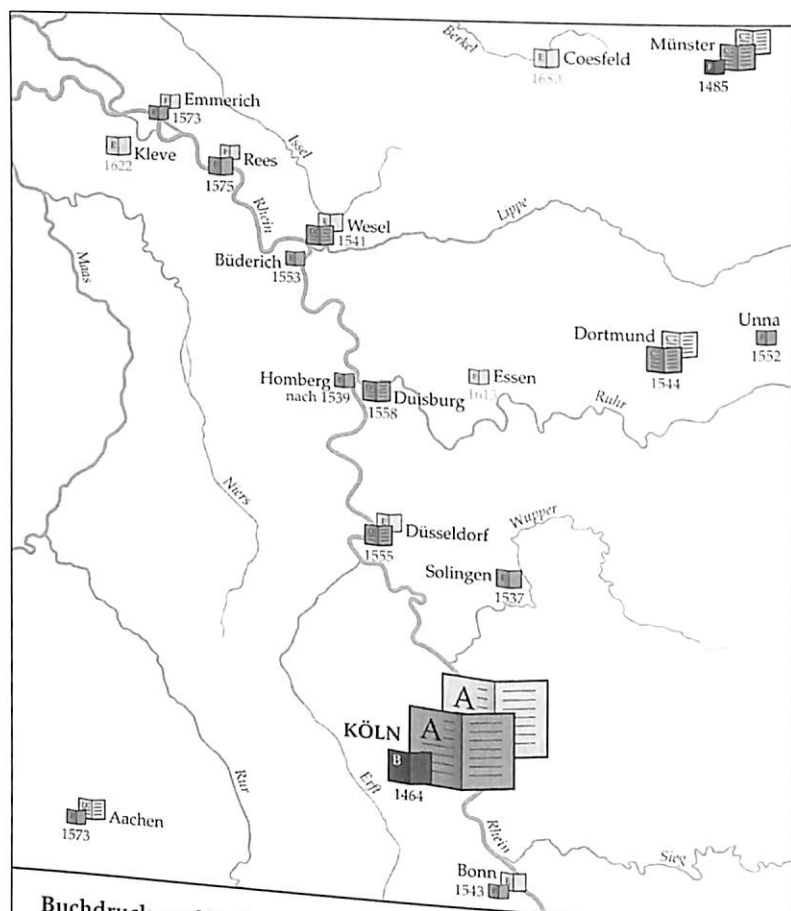 Berkel
Coesfeld
1683
Münster
1485
Emmerich
1573
Kleve
1622
Rees
1575
Issel
Rhein
Wesel
1541
Lippe
Büderich
1553
Maas
Dortmund
1544
Unna
1552
Homberg
nach 1539
Duisburg
1558
Essen
1613
Ruhr
Niers
Düsseldorf
1555
Wupper
Solingen
1537
A
A
KÖLN
B
1464
Erft
Rur
Aachen
1573
Rhein
Sieg
Bonn
1543